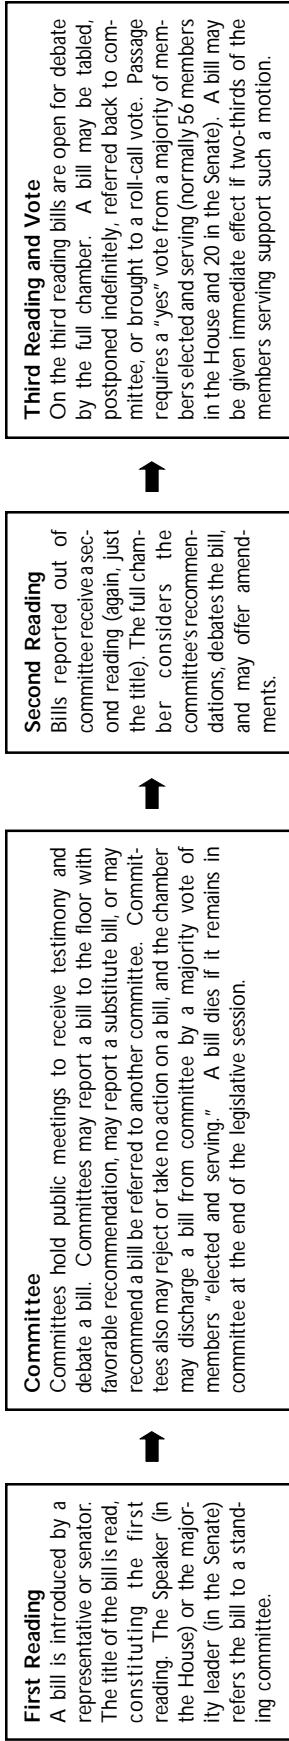 First Reading
A bill is introduced by a
representative or senator.
The title of the bill is read,
constituting the first
reading. The Speaker (in
the House) or the major-
ity leader (in the Senate)
refers the bill to a stand-
ing committee.
Committee
Committees hold public meetings to receive testimony and
debate a bill. Committees may report a bill to the floor with
favorable recommendation, may report a substitute bill, or may
recommend a bill be referred to another committee. Commit-
tees also may reject or take no action on a bill, and the chamber
may discharge a bill from committee by a majority vote of
members “elected and serving.” A bill dies if it remains in
committee at the end of the legislative session.
Second Reading
Bills reported out of
committee receive a sec-
ond reading (again, just
the title). The full cham-
ber considers the
committee’s recommen-
dations, debates the bill,
and may offer amend-
ments.
Third Reading and Vote
On the third reading bills are open for debate
by the full chamber. A bill may be tabled,
postponed indefinitely, referred back to com-
mittee, or brought to a roll-call vote. Passage
requires a “yes” vote from a majority of mem-
bers elected and serving (normally 56 members
in the House and 20 in the Senate). A bill may
be given immediate effect if two-thirds of the
members serving support such a motion.